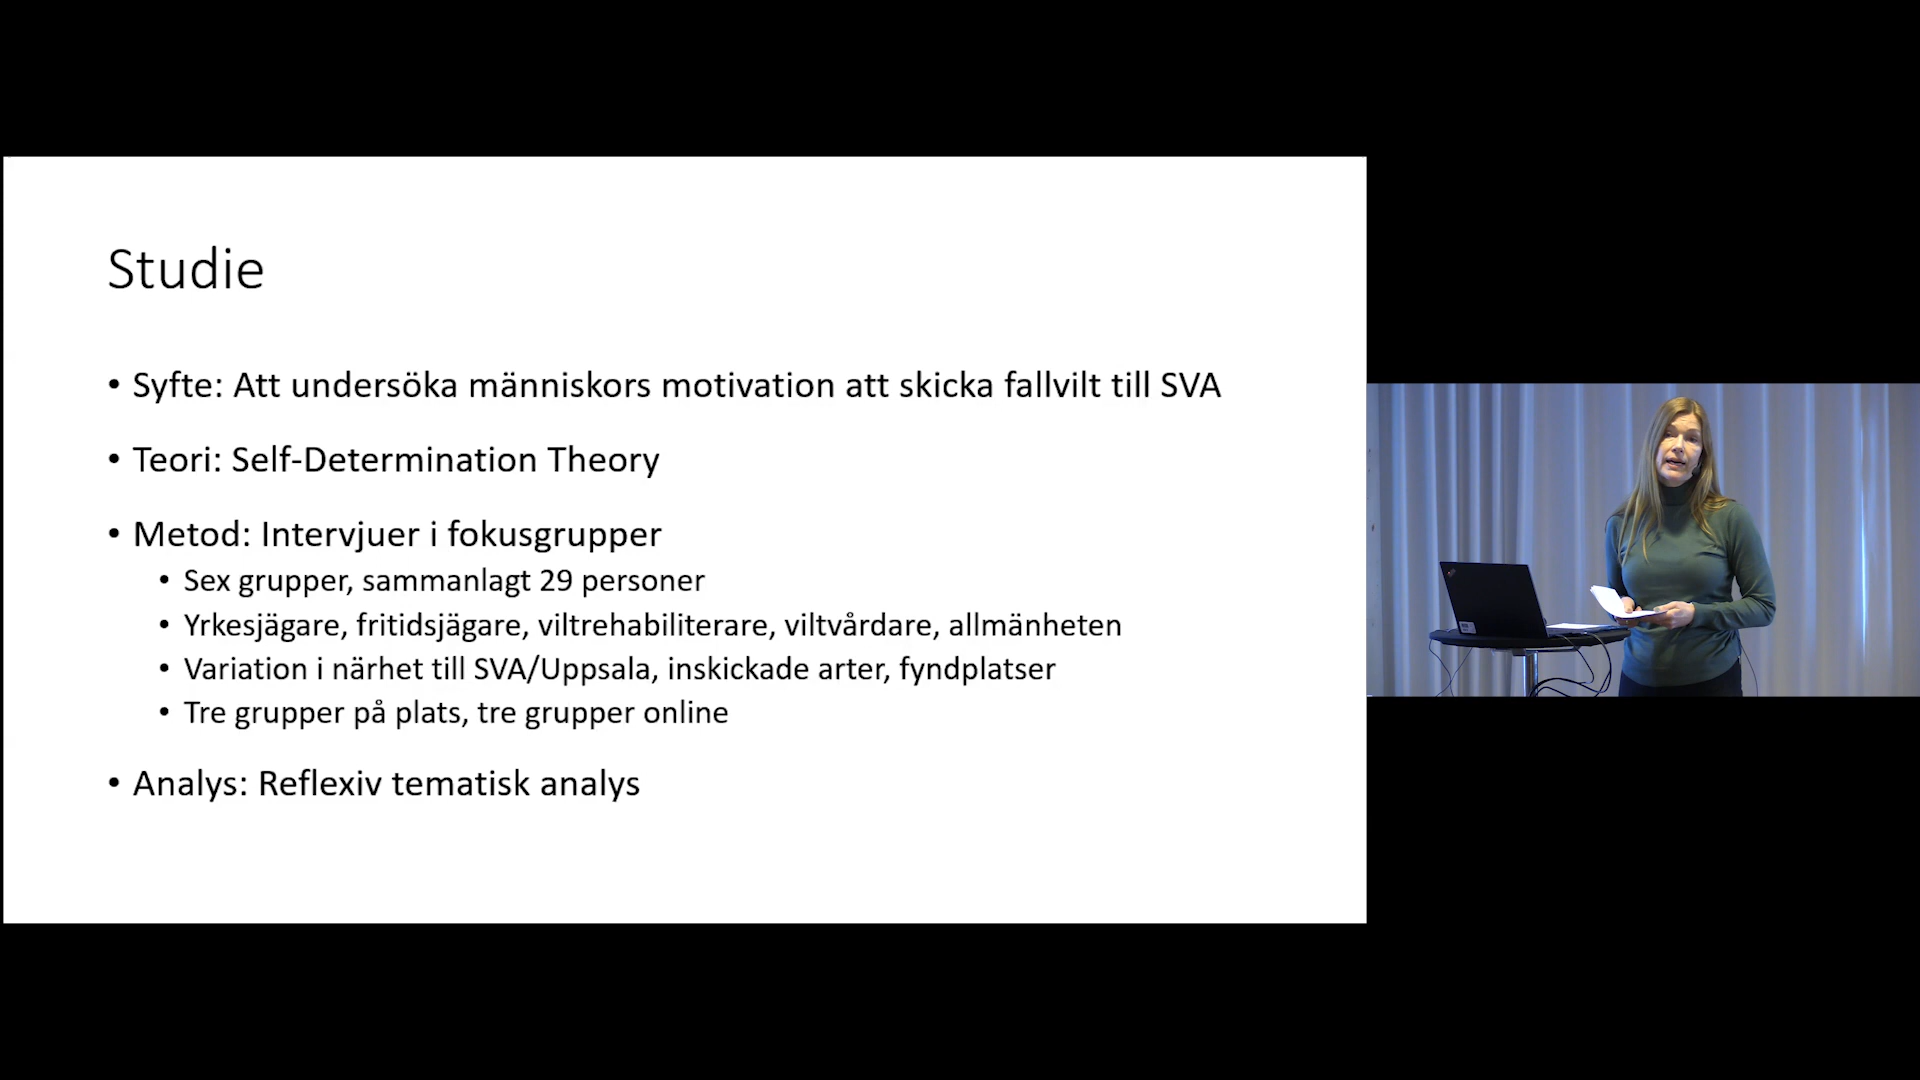 Studie
• Syfte: Att undersöka människors motivation att skicka fallvilt till SVA
• Teori: Self-Determination Theory
• Metod: Intervjuer i fokusgrupper
• Sex grupper, sammanlagt 29 personer
• Yrkesjägare, fritidsjägare, viltrehabiliterare, viltvårdare, allmänheten
• Variation i närhet till SVA/Uppsala, inskickade arter, fyndplatser
• Tre grupper på plats, tre grupper online
• Analys: Reflexiv tematisk analys